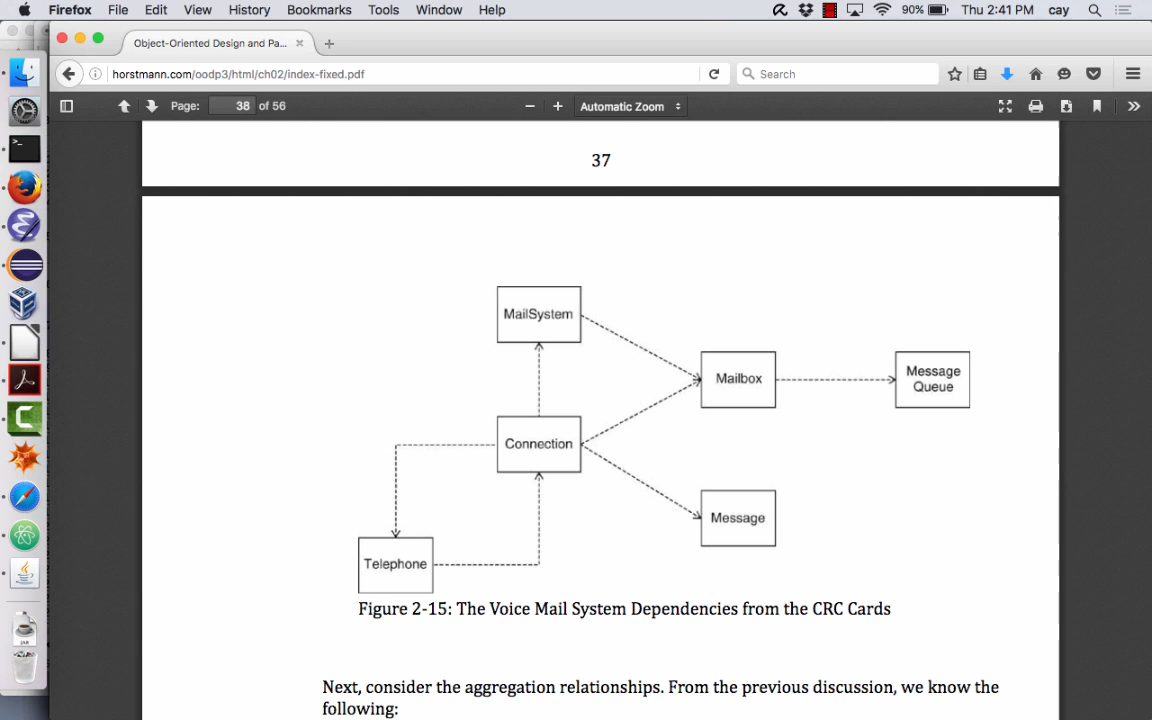 Firefox File Edit View History Bookmarks Tools Window Help 90% Thu 2:41 PM cay
Object-Oriented Design and Pa...
horstmann.com/oodp3/html/ch02/index-fixed.pdf Search
Page: 38 of 56 Automatic Zoom
37
MailSystem
Mailbox
Message
Queue
Connection
Message
Telephone
Figure 2-15: The Voice Mail System Dependencies from the CRC Cards
Next, consider the aggregation relationships. From the previous discussion, we know the
following:
JAR